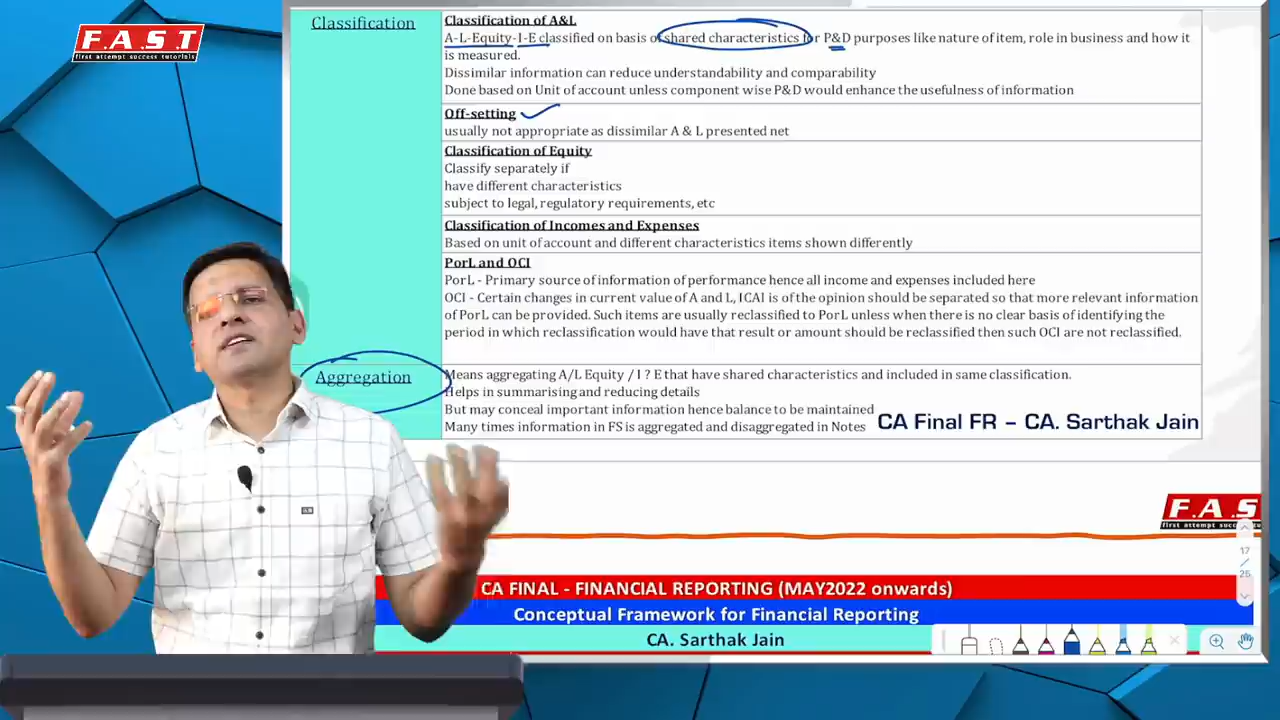 F.A.S.T
first attempt success tutorials
Classification
Classification of A&L
A-L-Equity-I-E classified on basis of shared characteristics for P&D purposes like nature of item, role in business and how it
is measured.
Dissimilar information can reduce understandability and comparability
Done based on Unit of account unless component wise P&D would enhance the usefulness of information
Off-setting
usually not appropriate as dissimilar A & L presented net
Classification of Equity
Classify separately if
have different characteristics
subject to legal, regulatory requirements, etc
Classification of Incomes and Expenses
Based on unit of account and different characteristics items shown differently
PorL and OCI
PorL - Primary source of information of performance hence all income and expenses included here
OCI - Certain changes in current value of A and L, ICAI is of the opinion should be separated so that more relevant information
of PorL can be provided. Such items are usually reclassified to PorL unless when there is no clear basis of identifying the
period in which reclassification would have that result or amount should be reclassified then such OCI are not reclassified.
Aggregation
Means aggregating A/L Equity / I ? E that have shared characteristics and included in same classification.
Helps in summarising and reducing details
But may conceal important information hence balance to be maintained
Many times information in FS is aggregated and disaggregated in Notes
CA Final FR – CA. Sarthak Jain
F.A.S
first attempt success
17
/
25
CA FINAL - FINANCIAL REPORTING (MAY2022 onwards)
Conceptual Framework for Financial Reporting
CA. Sarthak Jain